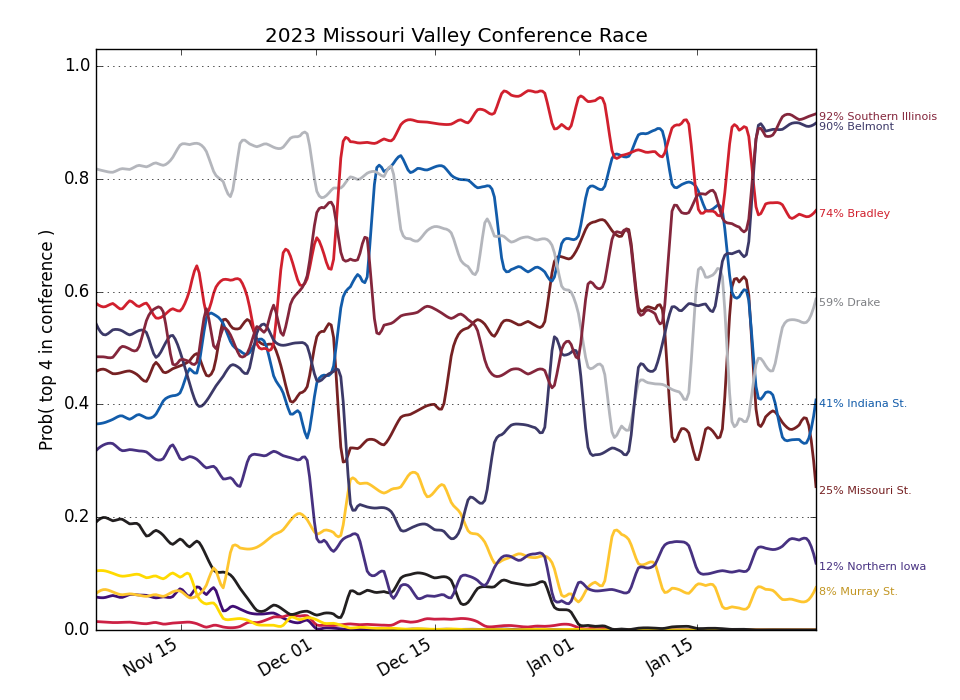 2023 Missouri Valley Conference Race
Prob( top 4 in conference )
1.0
0.8
0.6
0.4
0.2
0.0
Nov 15
Dec 01
Dec 15
Jan 01
Jan 15
92% Southern Illinois
90% Belmont
74% Bradley
59% Drake
41% Indiana St.
25% Missouri St.
12% Northern Iowa
8% Murray St.